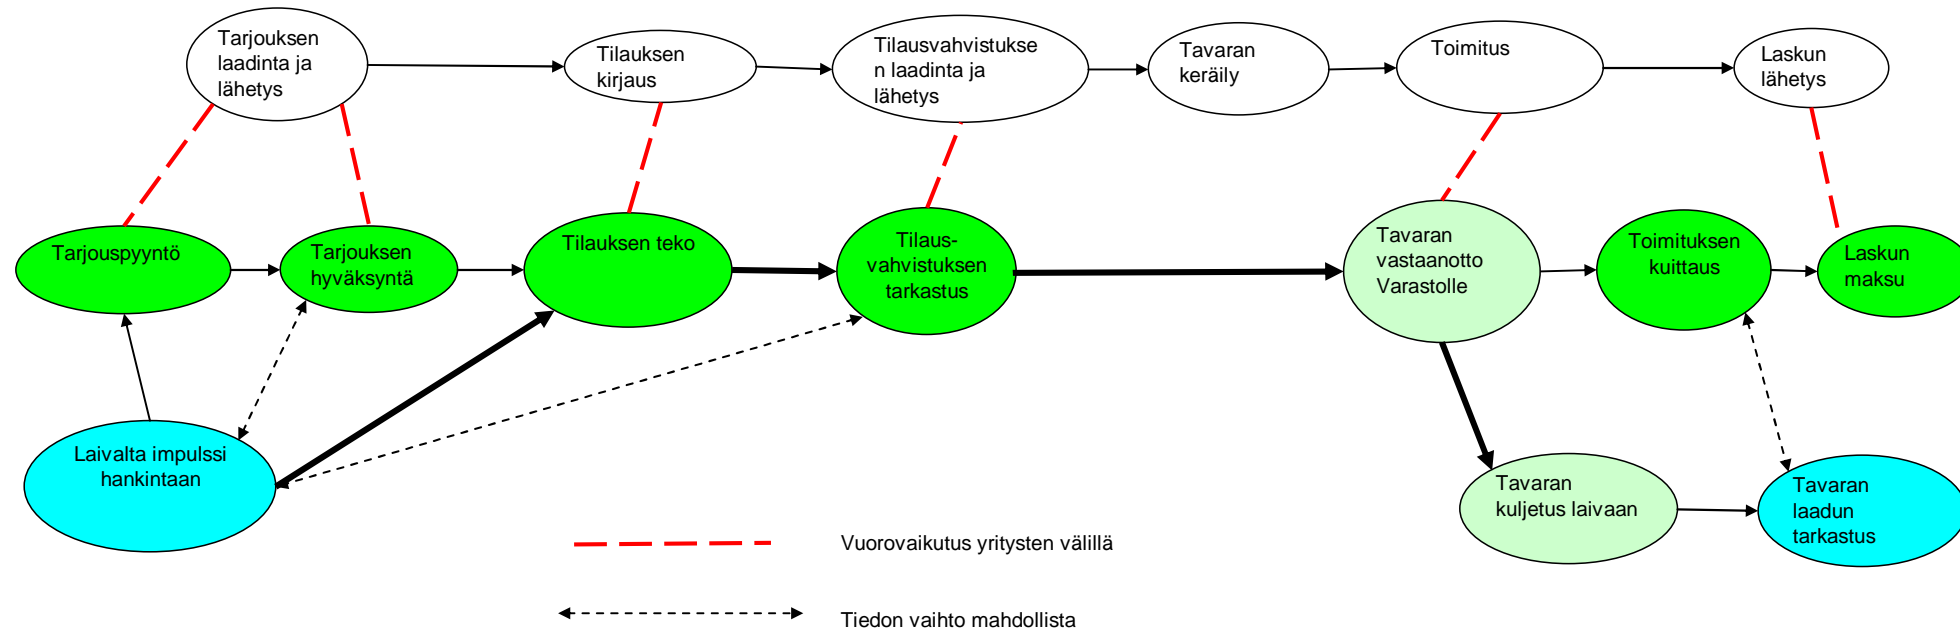 Tarjouksen
laadinta ja
lähetys
Tilauksen
kirjaus
Tilausvahvistukse
n laadinta ja
lähetys
Tavaran
keräily
Toimitus
Laskun
lähetys
Tarjouspyyntö
Tarjouksen
hyväksyntä
Tilauksen teko
Tilaus-
vahvistuksen
tarkastus
Tavaran
vastaanotto
Varastolle
Toimituksen
kuittaus
Laskun
maksu
Laivalta impulssi
hankintaan
Tavaran
kuljetus laivaan
Tavaran
laadun
tarkastus
Vuorovaikutus yritysten välillä
Tiedon vaihto mahdollista